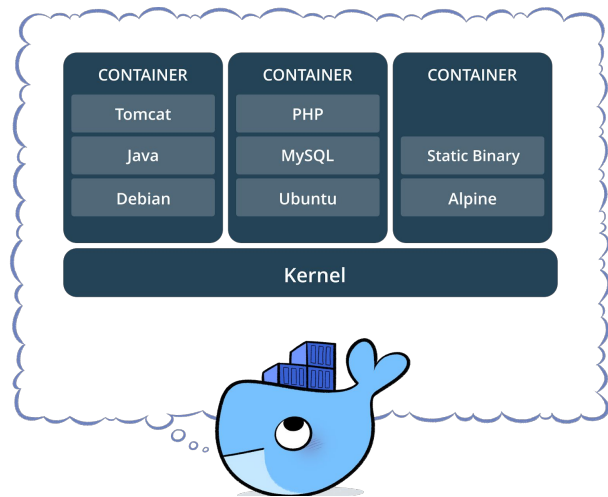 CONTAINER
Tomcat
Java
Debian
CONTAINER
PHP
MySQL
Ubuntu
CONTAINER
Static Binary
Alpine
Kernel